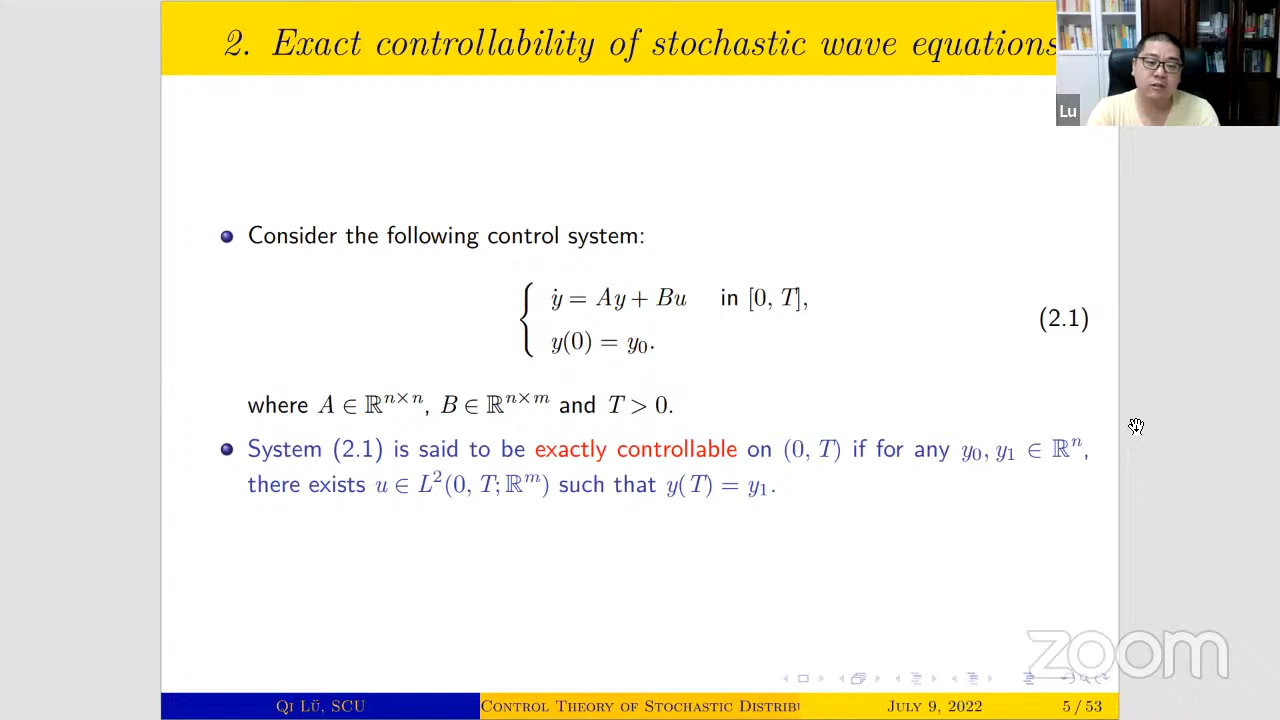 2. Exact controllability of stochastic wave equations
Lu
Consider the following control system:
ẏ = Ay + Bu in [0, T],
y(0) = y₀.
(2.1)
where A ∈ ℝⁿˣⁿ, B ∈ ℝⁿˣᵐ and T > 0.
System (2.1) is said to be exactly controllable on (0, T) if for any y₀, y₁ ∈ ℝⁿ,
there exists u ∈ L²(0, T; ℝᵐ) such that y(T) = y₁.
zoom
Qi Lü, SCU
Control Theory of Stochastic
July 9, 2022
5 / 53